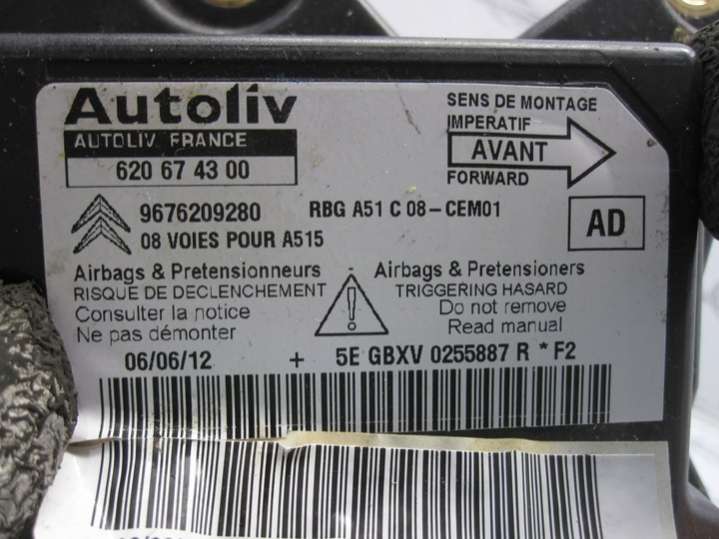 Autoliv
AUTOLIV. FRANCE
620 67 43 00
SENS DE MONTAGE
IMPERATIF
AVANT
FORWARD
9676209280 RBG A51 C 08-CEM01
08 VOIES POUR A515
AD
Airbags & Pretensionneurs
RISQUE DE DECLENCHEMENT
Consulter la notice
Ne pas démonter
Airbags & Pretensioners
TRIGGERING HASARD
Do not remove
Read manual
06/06/12 + 5E GBXV 0255887 R *F2